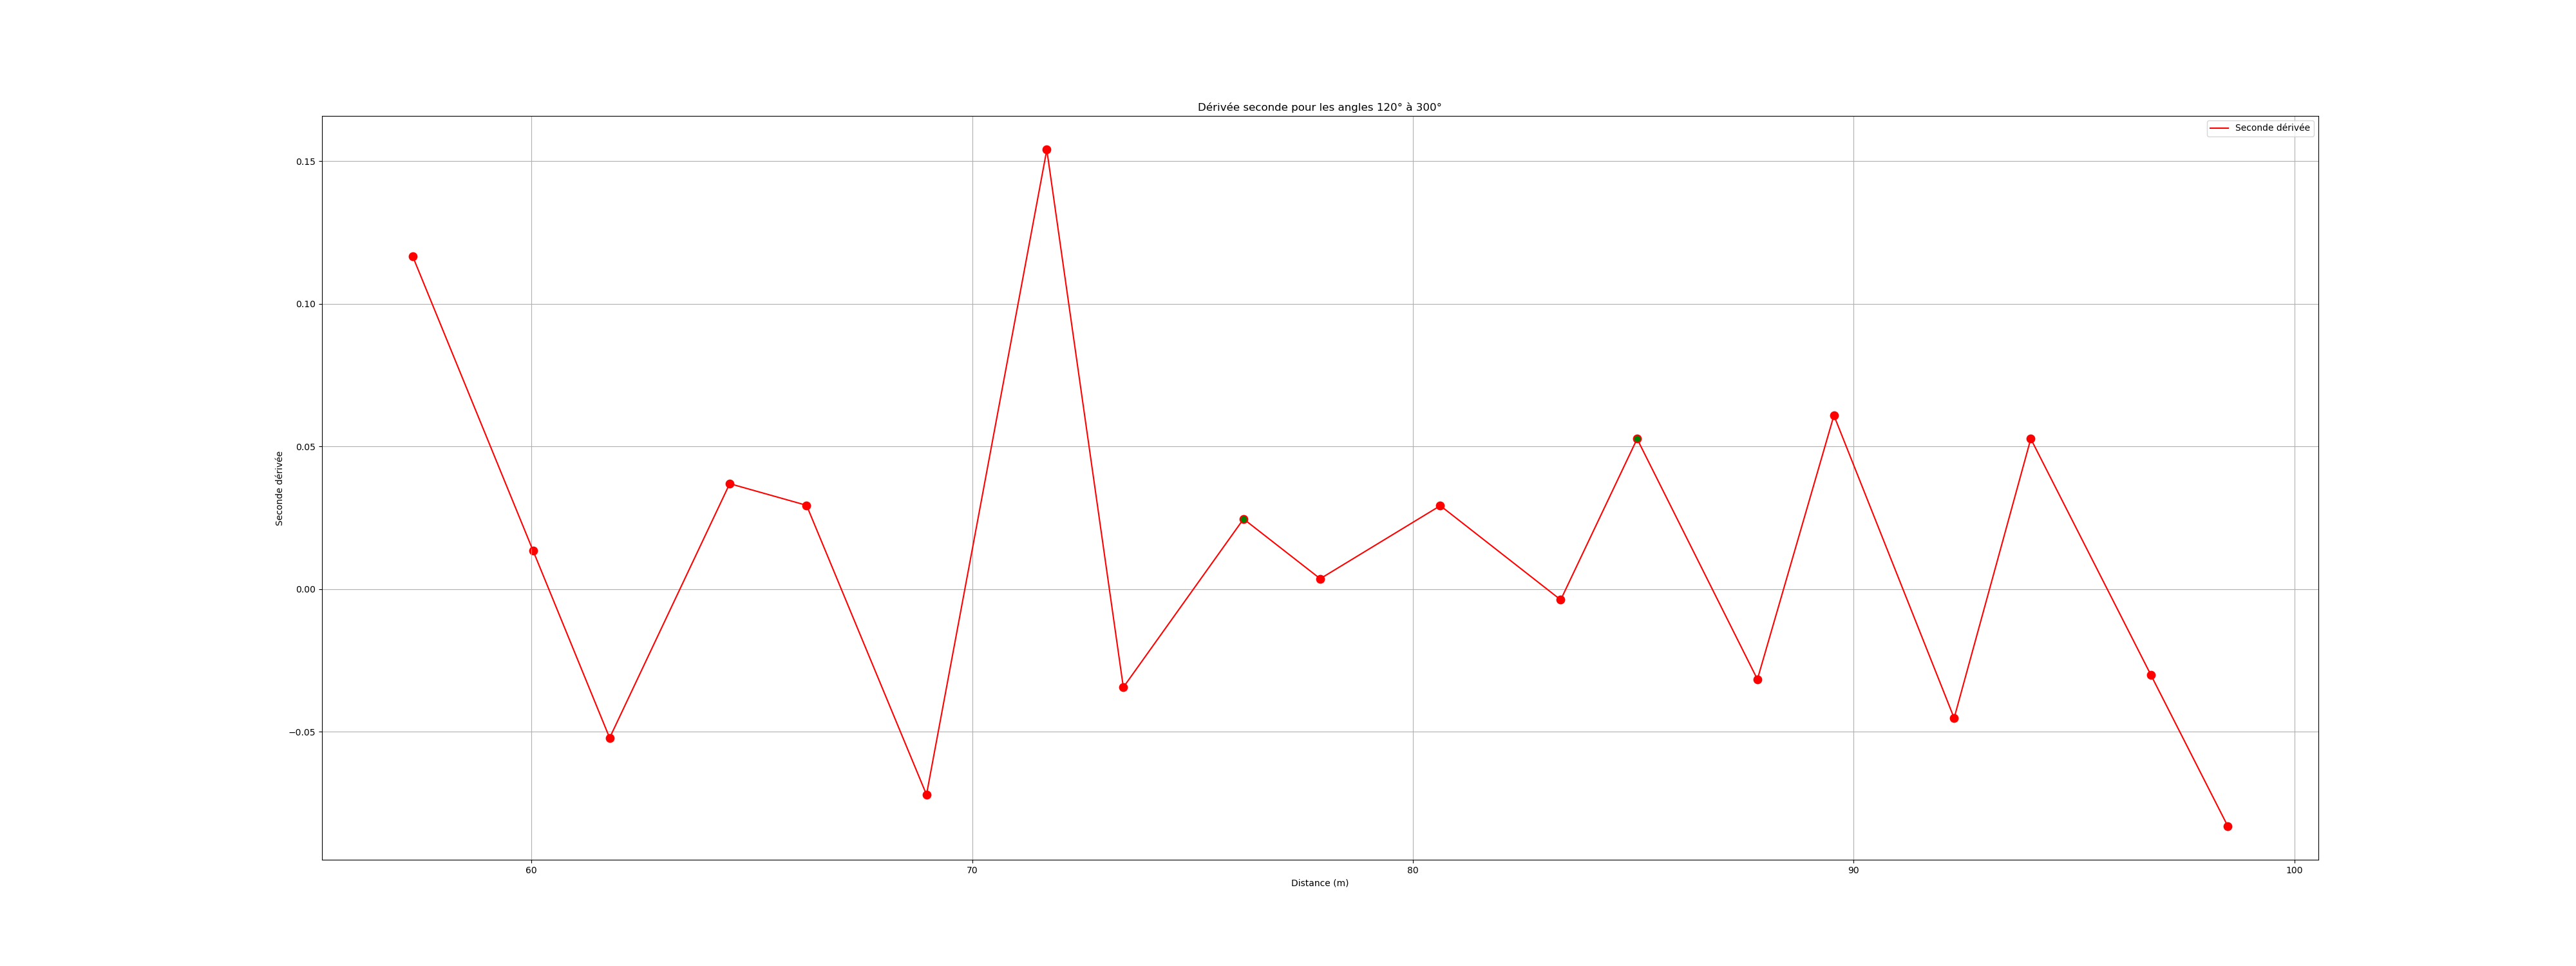 Dérivée seconde pour les angles 120° à 300°
Seconde dérivée
0.15
0.10
0.05
0.00
−0.05
Seconde dérivée
60
70
80
90
100
Distance (m)